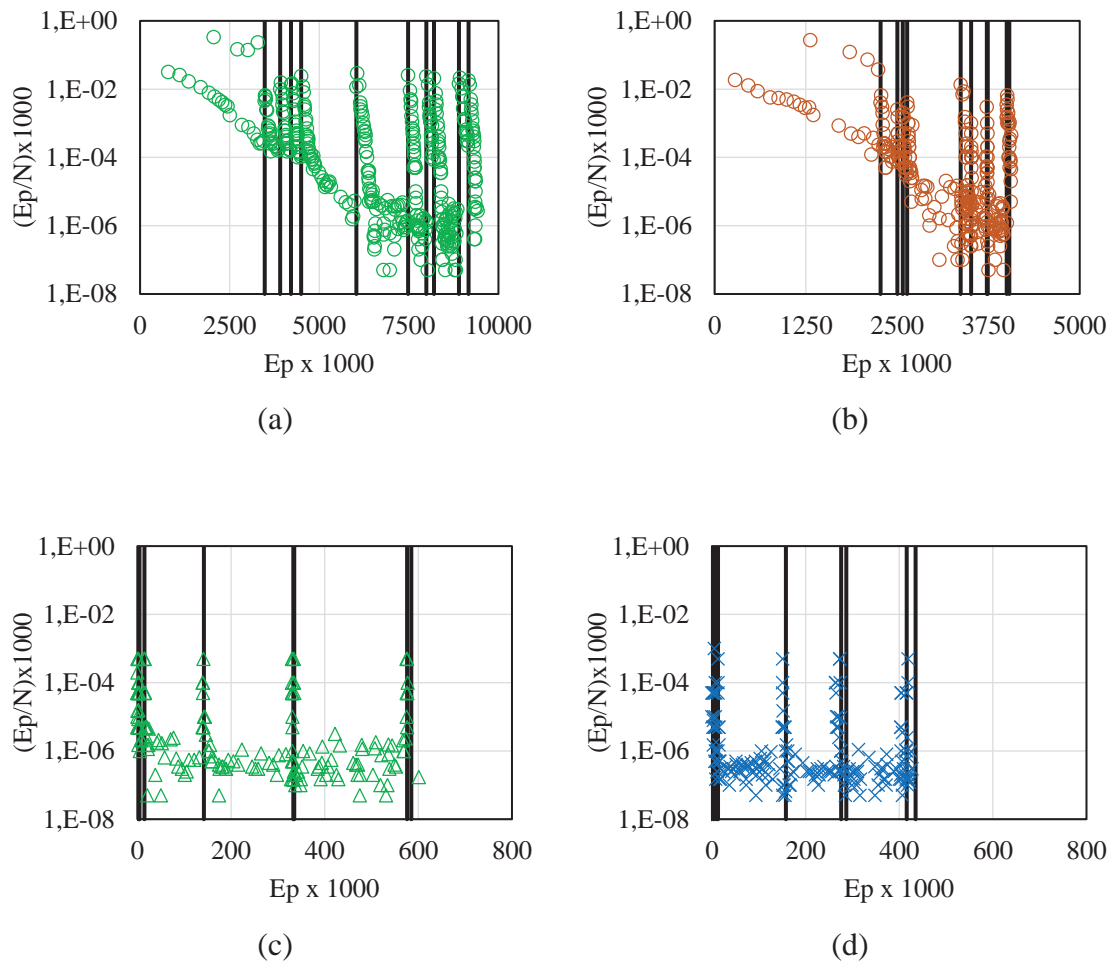 1,E+00
1,E-02
1,E-04
1,E-06
1,E-08
(Ep/N)x1000
0 2500 5000 7500 10000
Ep x 1000
(a)
1,E+00
1,E-02
1,E-04
1,E-06
1,E-08
(Ep/N)x1000
0 1250 2500 3750 5000
Ep x 1000
(b)
1,E+00
1,E-02
1,E-04
1,E-06
1,E-08
(Ep/N)x1000
0 200 400 600 800
Ep x 1000
(c)
1,E+00
1,E-02
1,E-04
1,E-06
1,E-08
(Ep/N)x1000
0 200 400 600 800
Ep x 1000
(d)